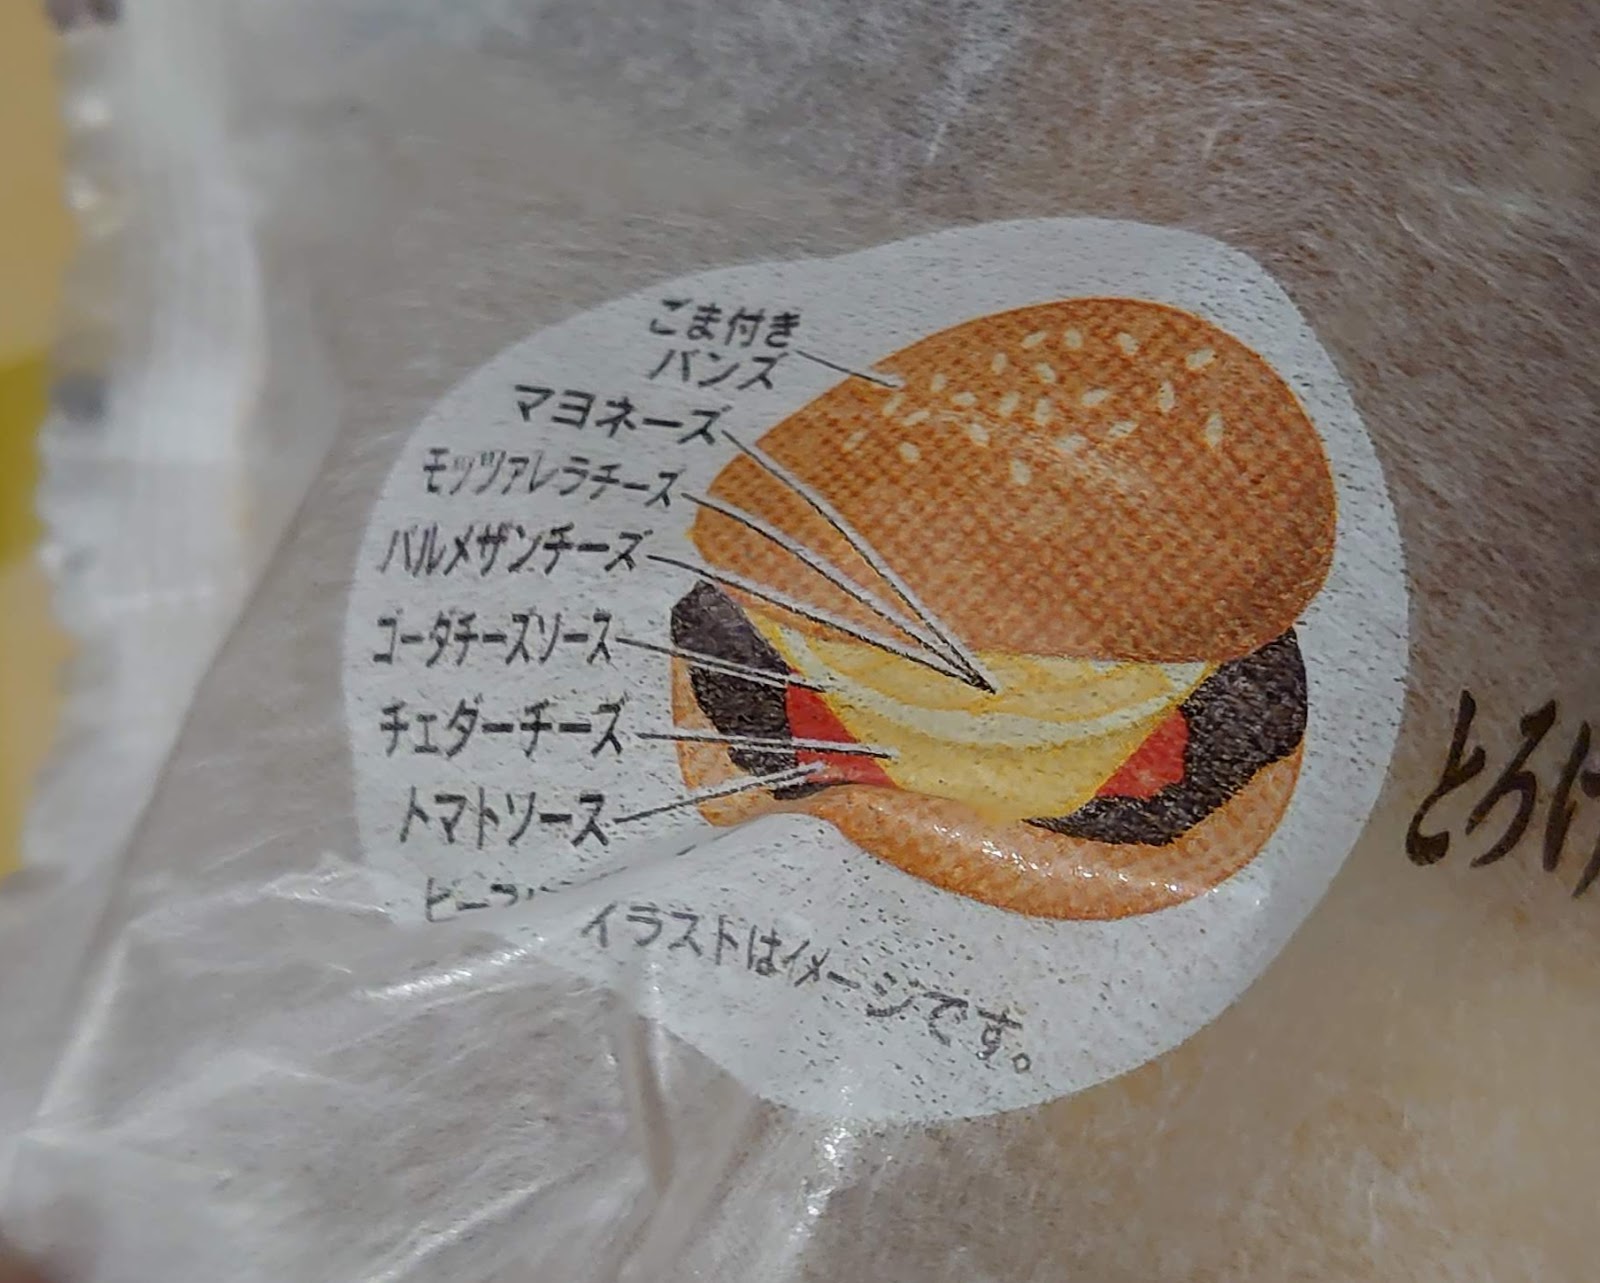 ごま付き
バンズ
マヨネーズ
モッツァレラチーズ
パルメザンチーズ
ゴーダチーズソース
チェダーチーズ
トマトソース
イラストはイメージです。
とろけ